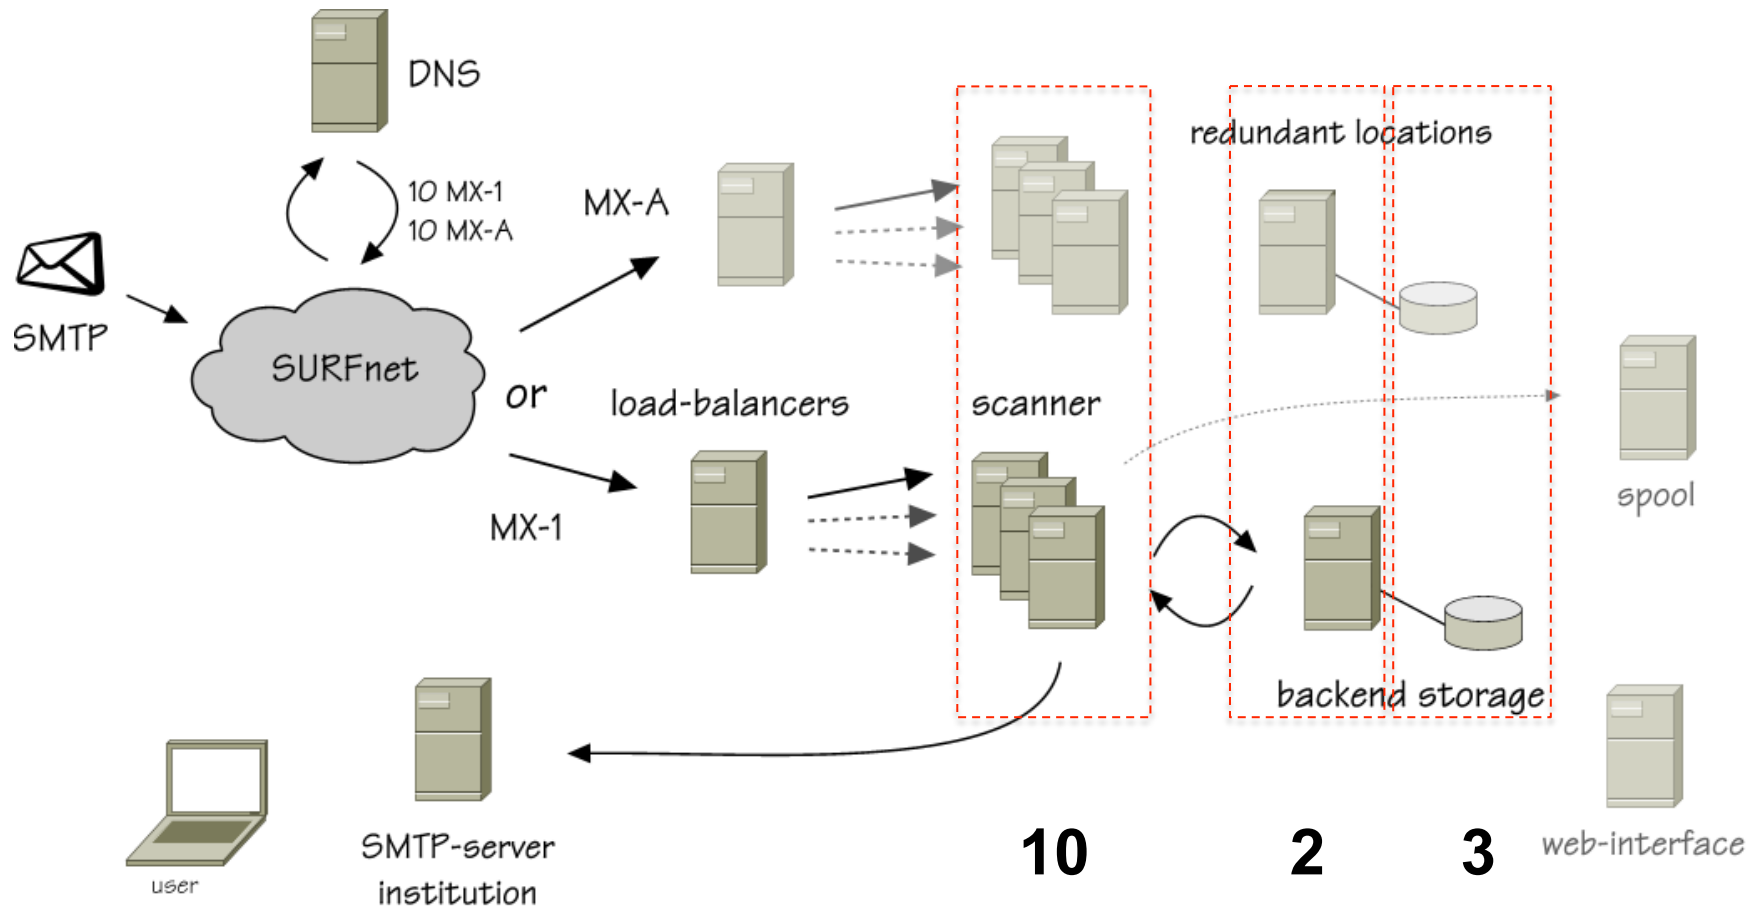 DNS
10 MX-1
10 MX-A
SMTP
SURFnet
or
MX-A
MX-1
load-balancers
scanner
redundant locations
spool
backend storage
web-interface
user
SMTP-server
institution
10
2
3